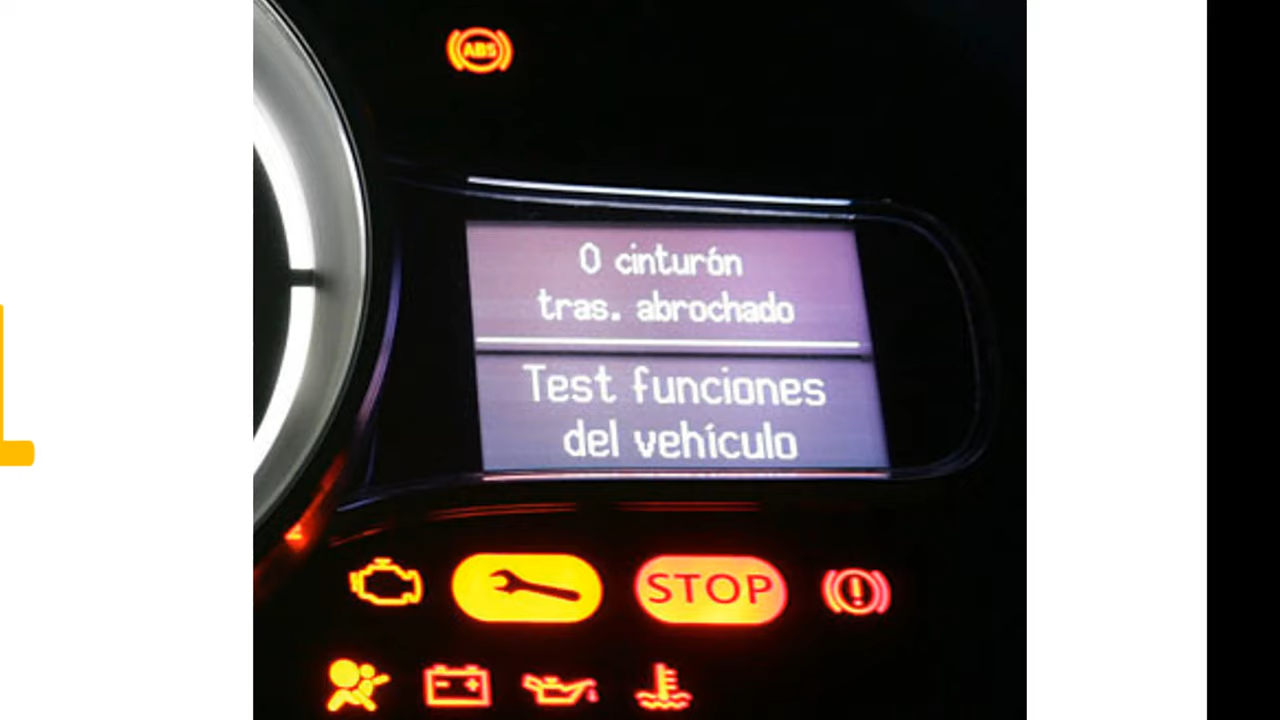 ABS
0 cinturón
tras. abrochado
Test funciones
del vehículo
STOP